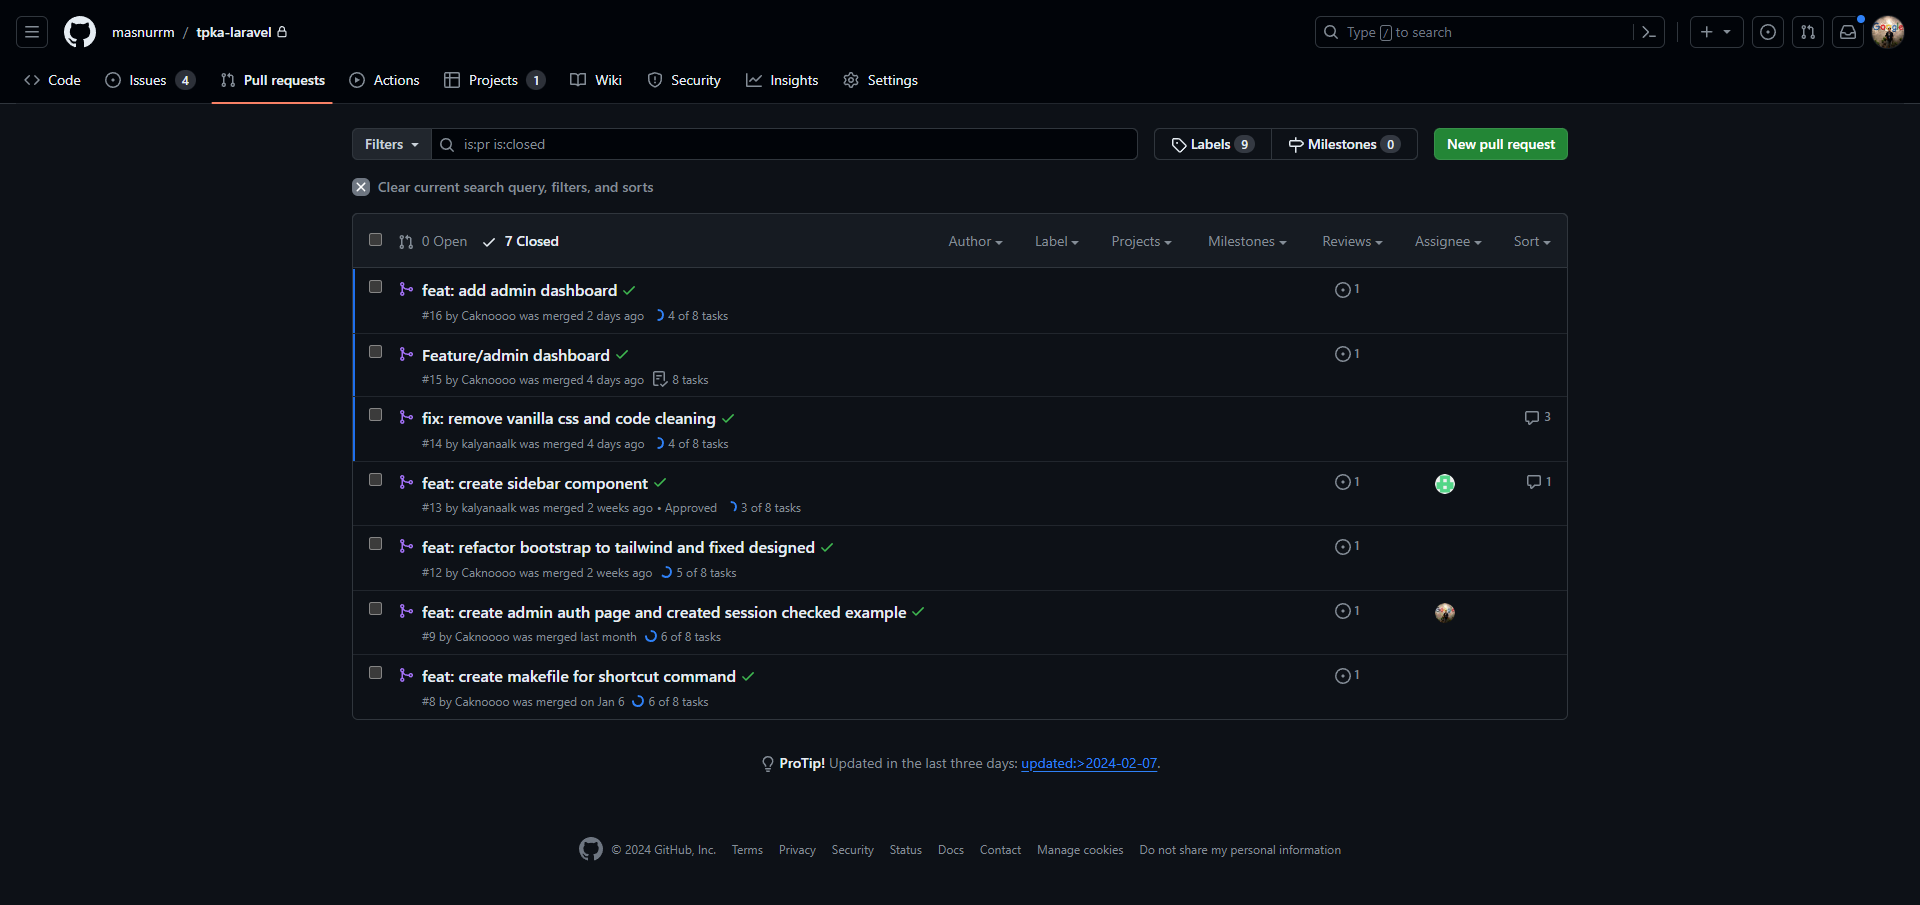 masnurrm / tpka-laravel
Type / to search
Code
Issues 4
Pull requests
Actions
Projects 1
Wiki
Security
Insights
Settings
Filters
is:pr is:closed
Labels 9
Milestones 0
New pull request
Clear current search query, filters, and sorts
0 Open
7 Closed
Author
Label
Projects
Milestones
Reviews
Assignee
Sort
feat: add admin dashboard
1
#16 by Caknoooo was merged 2 days ago 4 of 8 tasks
Feature/admin dashboard
1
#15 by Caknoooo was merged 4 days ago 8 tasks
fix: remove vanilla css and code cleaning
3
#14 by kalyanaalk was merged 4 days ago 4 of 8 tasks
feat: create sidebar component
1
1
#13 by kalyanaalk was merged 2 weeks ago • Approved 3 of 8 tasks
feat: refactor bootstrap to tailwind and fixed designed
1
#12 by Caknoooo was merged 2 weeks ago 5 of 8 tasks
feat: create admin auth page and created session checked example
1
#9 by Caknoooo was merged last month 6 of 8 tasks
feat: create makefile for shortcut command
1
#8 by Caknoooo was merged on Jan 6 6 of 8 tasks
ProTip! Updated in the last three days: updated:>2024-02-07.
© 2024 GitHub, Inc.
Terms
Privacy
Security
Status
Docs
Contact
Manage cookies
Do not share my personal information